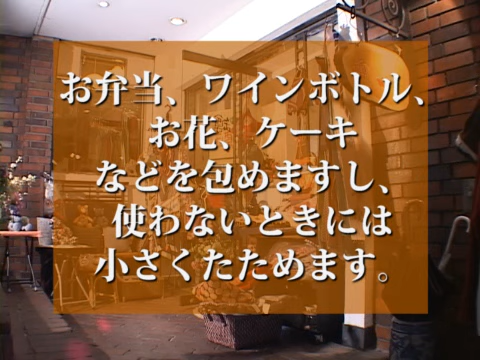 お弁当、ワインボトル、
お花、ケーキ
などを包めますし、
使わないときには
小さくたためます。